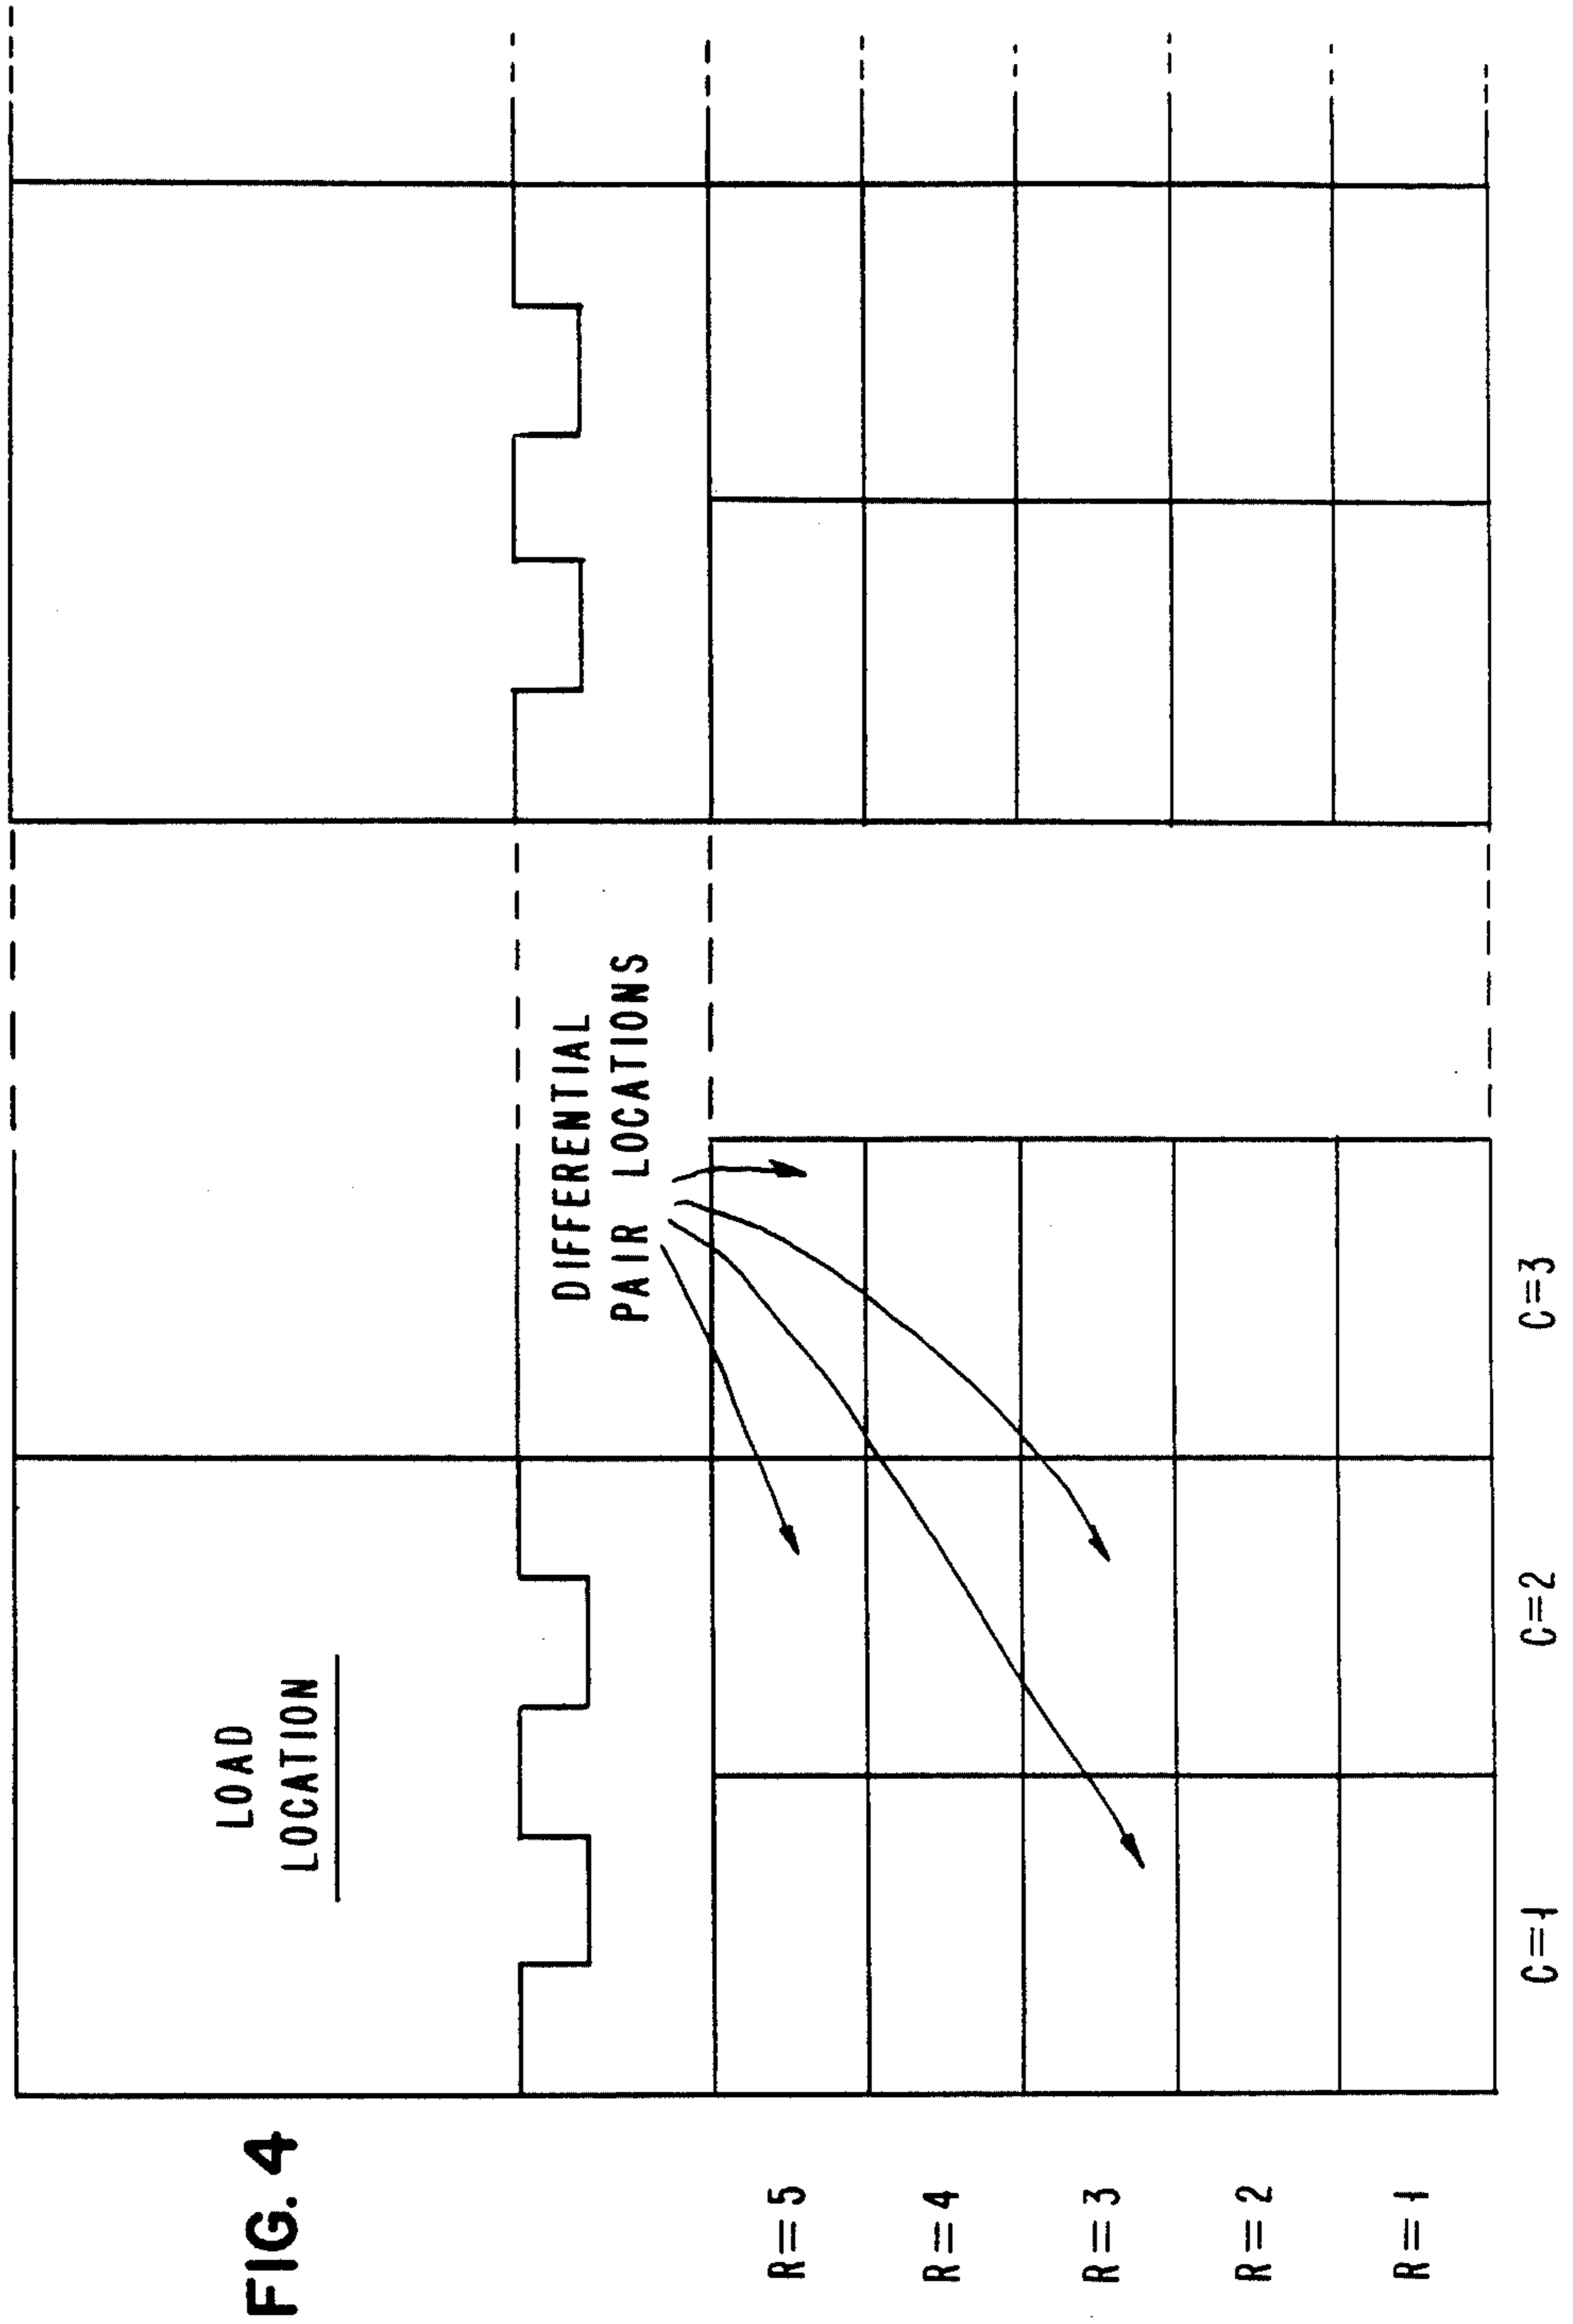 FIG. 4
LOAD
LOCATION
DIFFERENTIAL
PAIR LOCATIONS
R=5
R=4
R=3
R=2
R=1
C=1
C=2
C=3